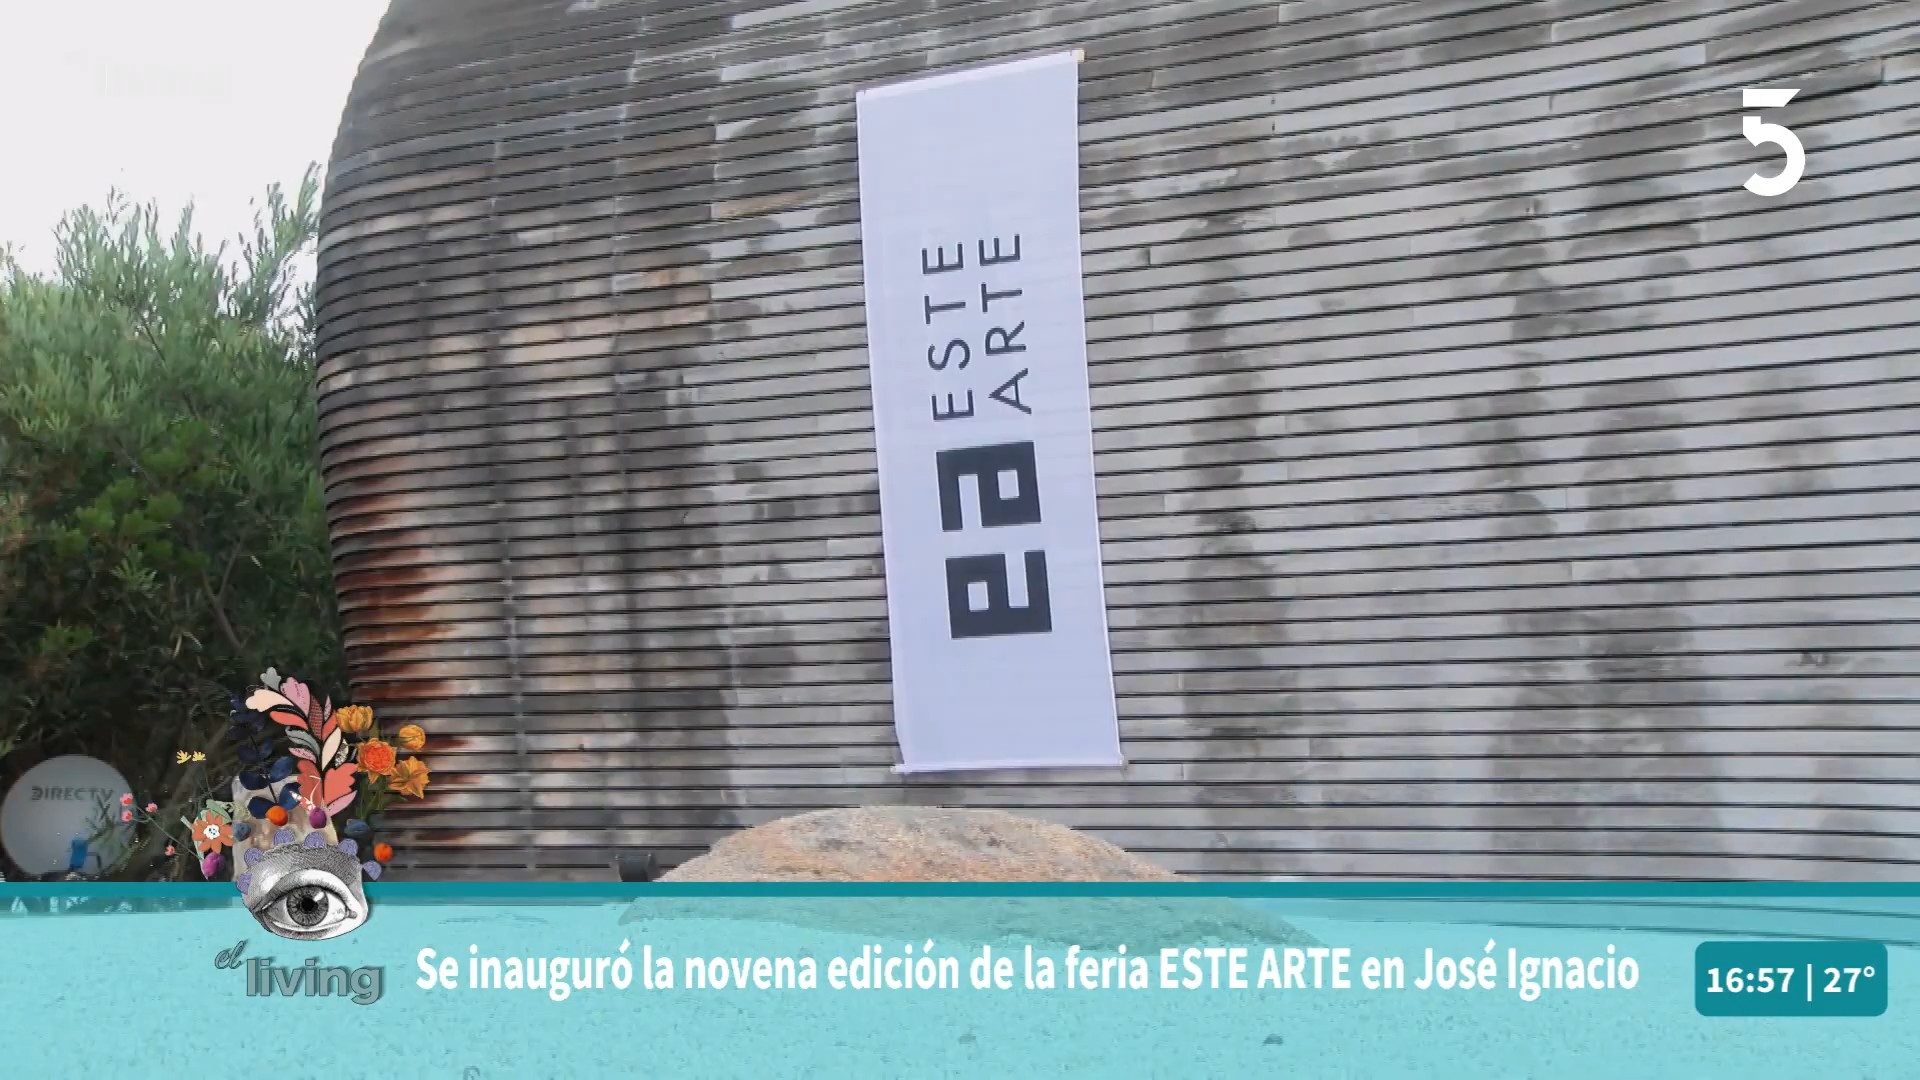 5
ESTE
ARTE
ea
DIRECTV
el
living
Se inauguró la novena edición de la feria ESTE ARTE en José Ignacio
16:57 | 27°